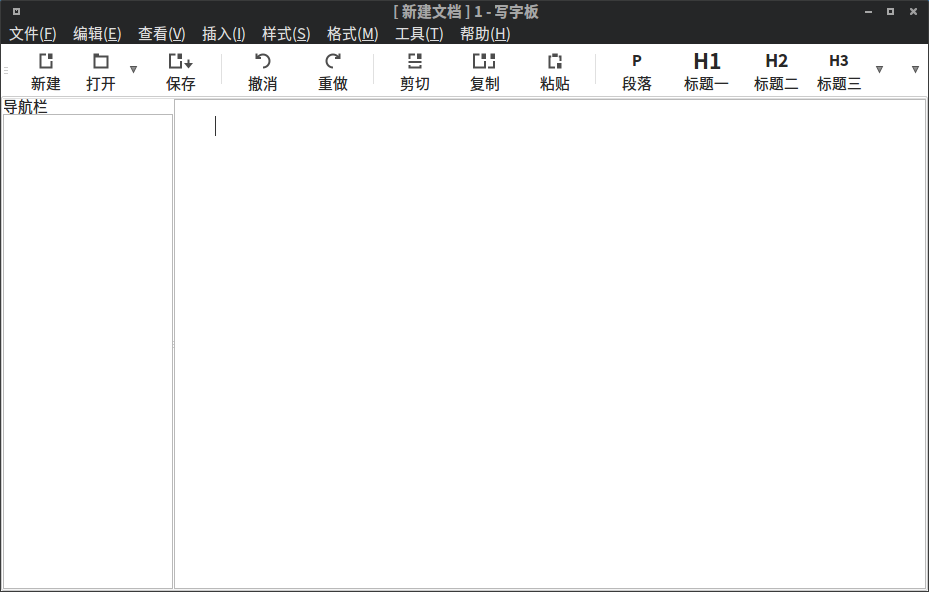 [ 新建文档 ] 1 - 写字板
文件(F) 编辑(E) 查看(V) 插入(I) 样式(S) 格式(M) 工具(T) 帮助(H)
P H1 H2 H3
新建 打开 保存 撤消 重做 剪切 复制 粘贴 段落 标题一 标题二 标题三
导航栏